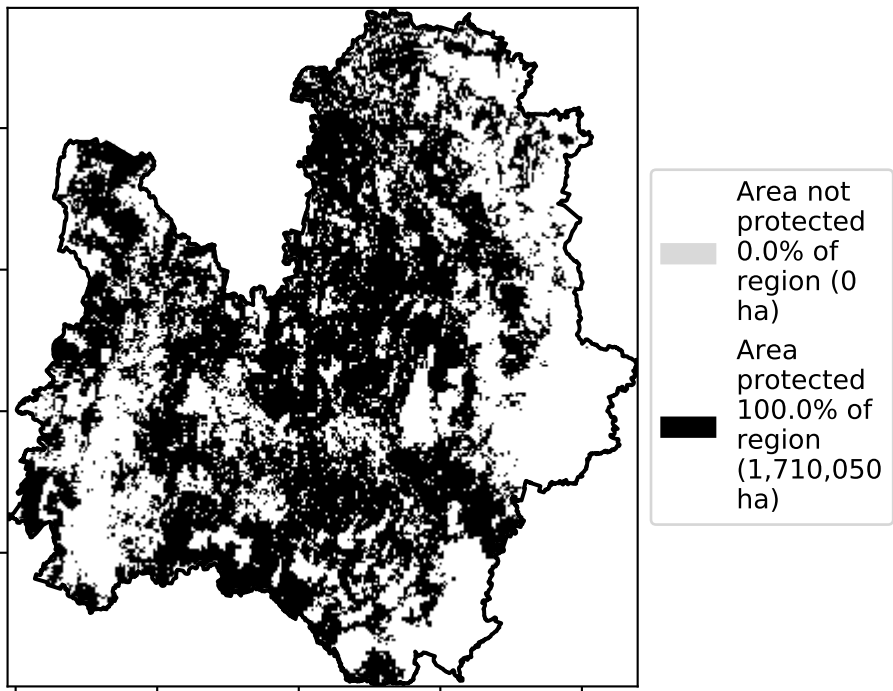 Area not
protected
0.0% of
region (0
ha)
Area
protected
100.0% of
region
(1,710,050
ha)